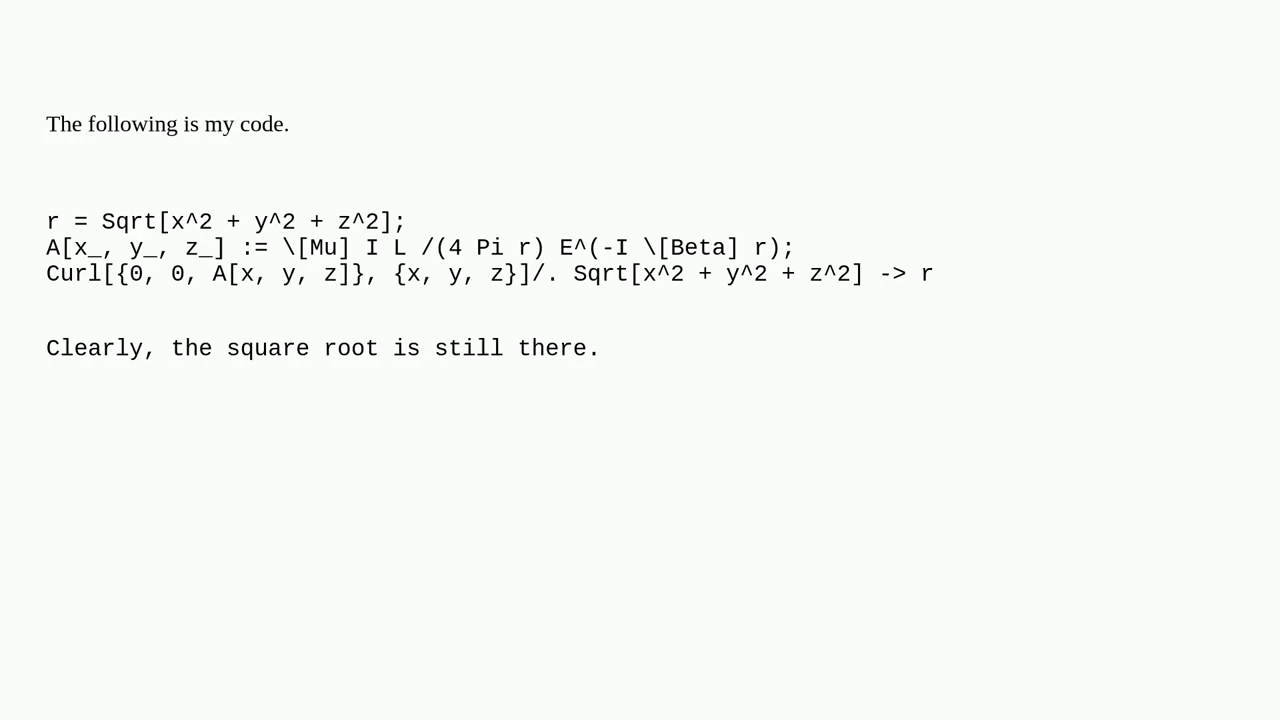 The following is my code.
r = Sqrt[x^2 + y^2 + z^2];
A[x_, y_, z_] := \[Mu] I L /(4 Pi r) E^(-I \[Beta] r);
Curl[{0, 0, A[x, y, z]}, {x, y, z}]/. Sqrt[x^2 + y^2 + z^2] -> r
Clearly, the square root is still there.